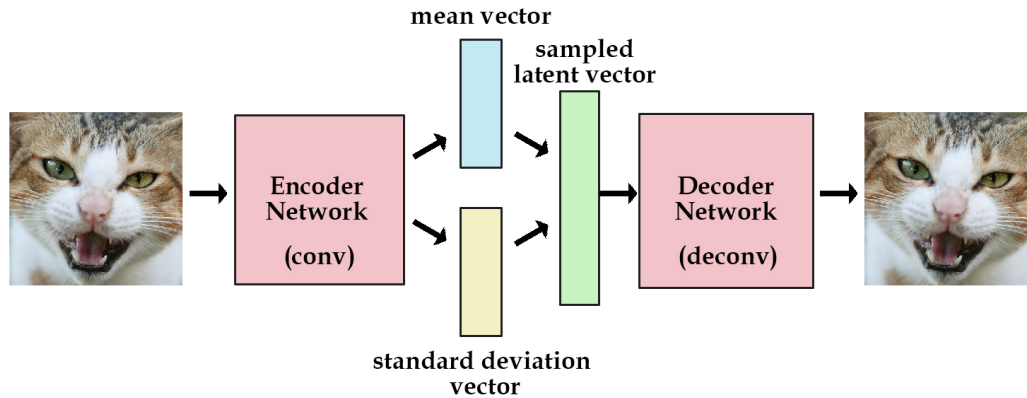 mean vector
sampled
latent vector
Encoder
Network
(conv)
Decoder
Network
(deconv)
standard deviation
vector